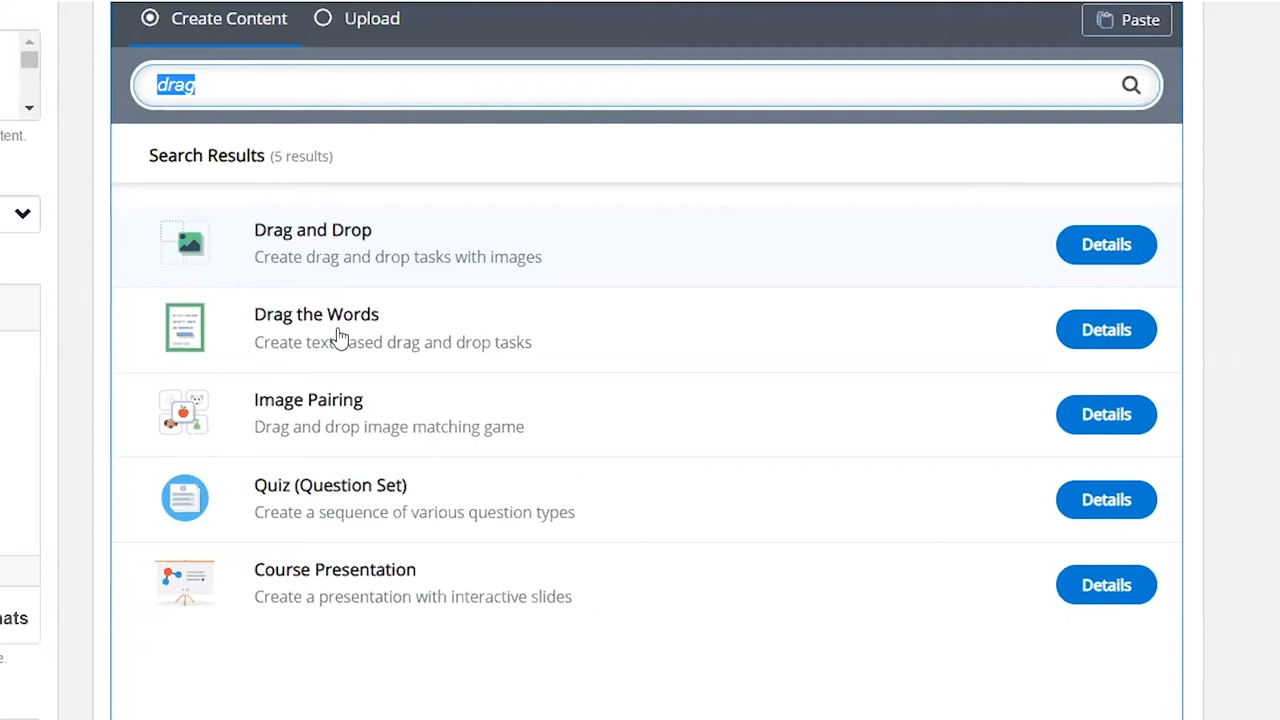 Create Content Upload Paste
drag
tent.
Search Results (5 results)
Drag and Drop
Create drag and drop tasks with images
Details
Drag the Words
Create text ased drag and drop tasks
Details
Image Pairing
Drag and drop image matching game
Details
Quiz (Question Set)
Create a sequence of various question types
Details
Course Presentation
Create a presentation with interactive slides
Details
nats
e.